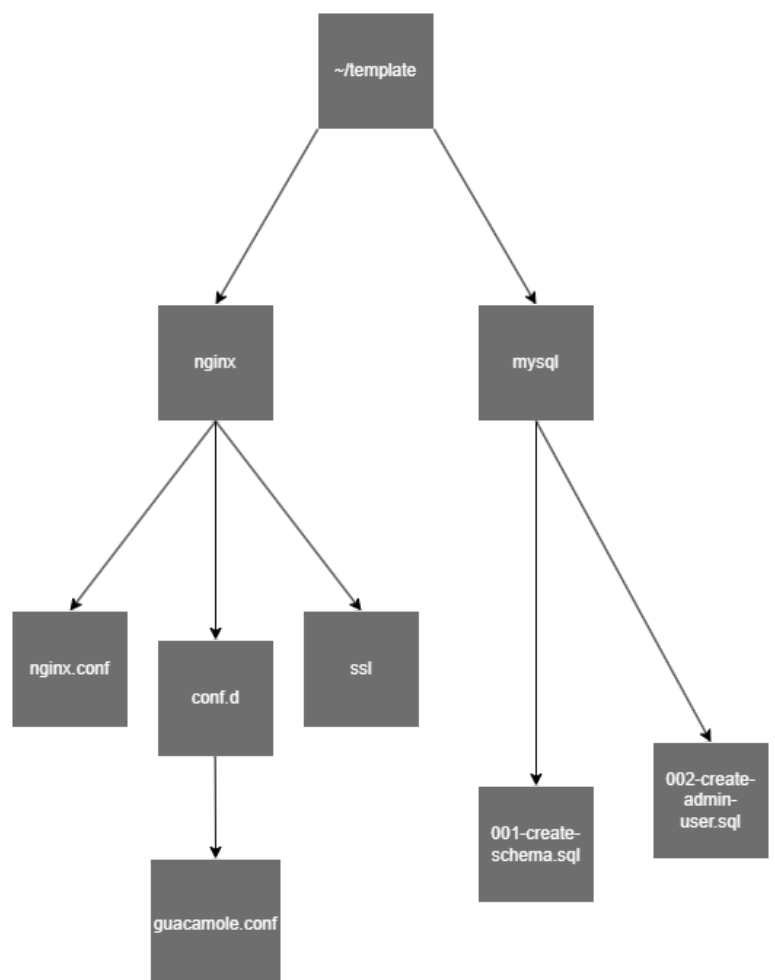 ~/template
nginx
mysql
nginx.conf
conf.d
ssl
001-create-
schema.sql
002-create-
admin-
user.sql
guacamole.conf